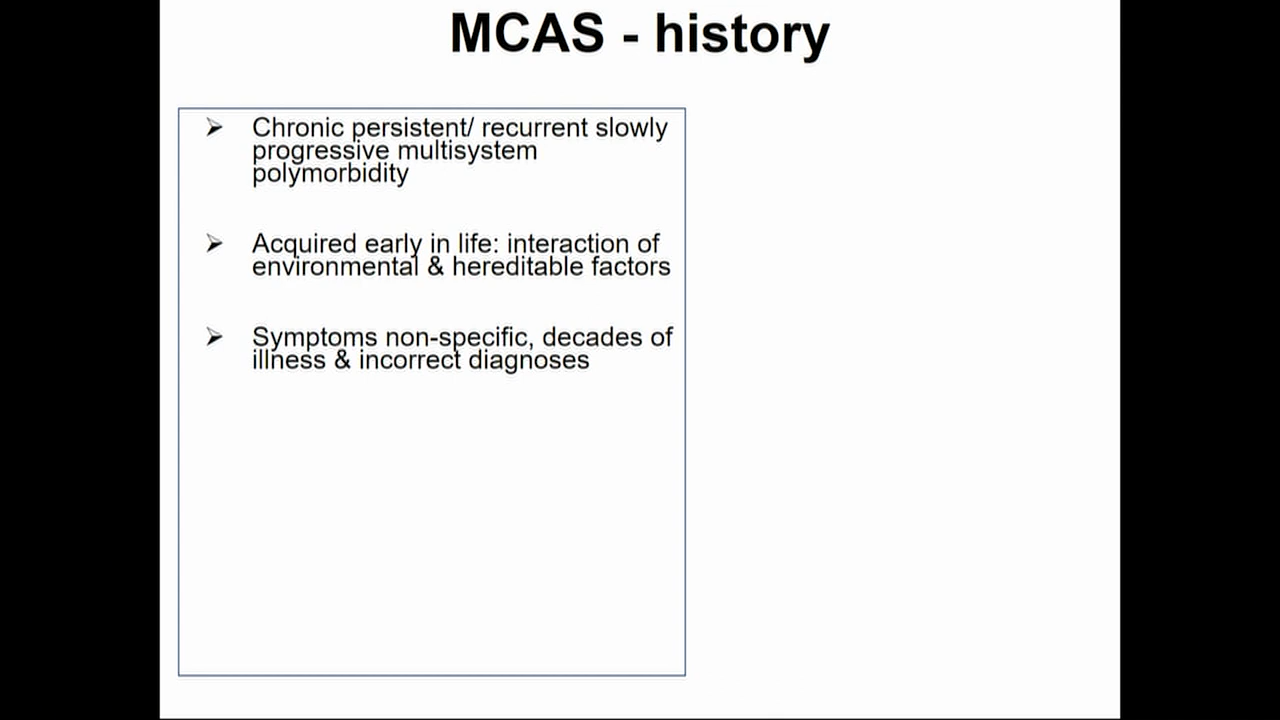 MCAS - history
Chronic persistent/ recurrent slowly
progressive multisystem
polymorbidity
Acquired early in life: interaction of
environmental & hereditable factors
Symptoms non-specific, decades of
illness & incorrect diagnoses